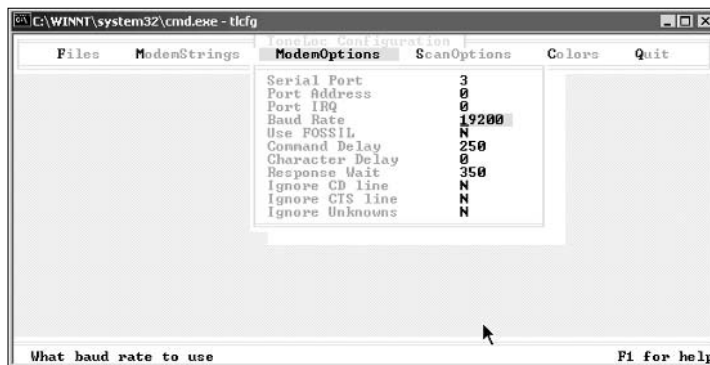 C:\WINNT\system32\cmd.exe - tlcfg
ToneLoc Configuration
Files ModemStrings ModemOptions ScanOptions Colors Quit
Serial Port 3
Port Address 0
Port IRQ 0
Baud Rate 19200
Use FOSSIL N
Command Delay 250
Character Delay 0
Response Wait 350
Ignore CD line N
Ignore CTS line N
Ignore Unknowns N
What baud rate to use F1 for help